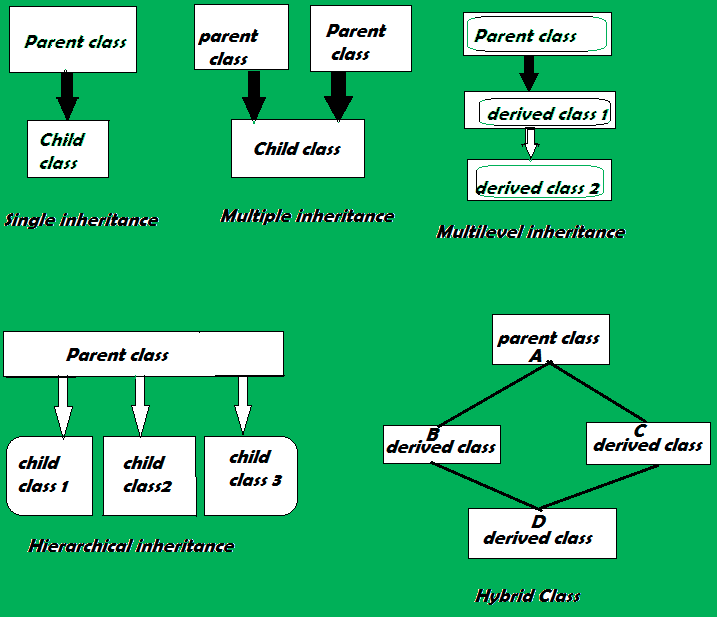 Parent class
Child
class
Single inheritance
parent
class
Parent
class
Child class
Multiple inheritance
Parent class
derived class 1
derived class 2
Multilevel inheritance
Parent class
child
class 1
child
class2
child
class 3
Hierarchical inheritance
parent class
A
B
derived class
C
derived class
D
derived class
Hybrid Class